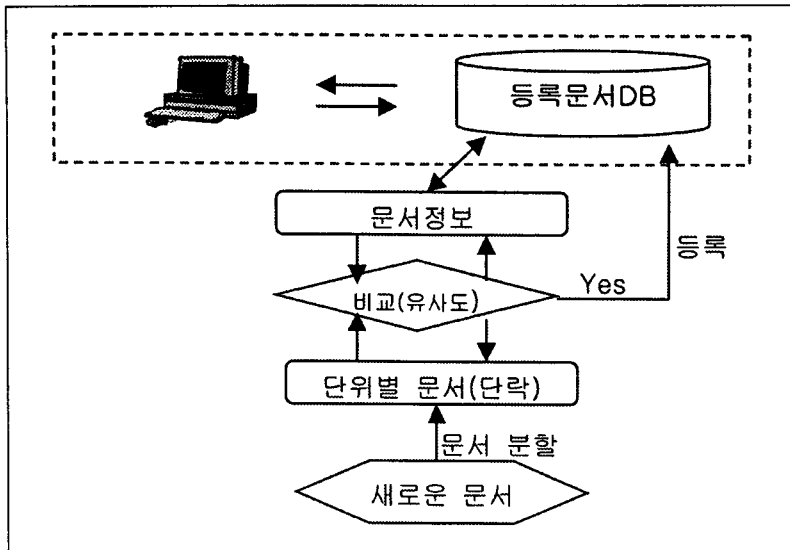 등록문서DB
문서정보
등록
Yes
비교(유사도)
단위별 문서(단락)
문서 분할
새로운 문서